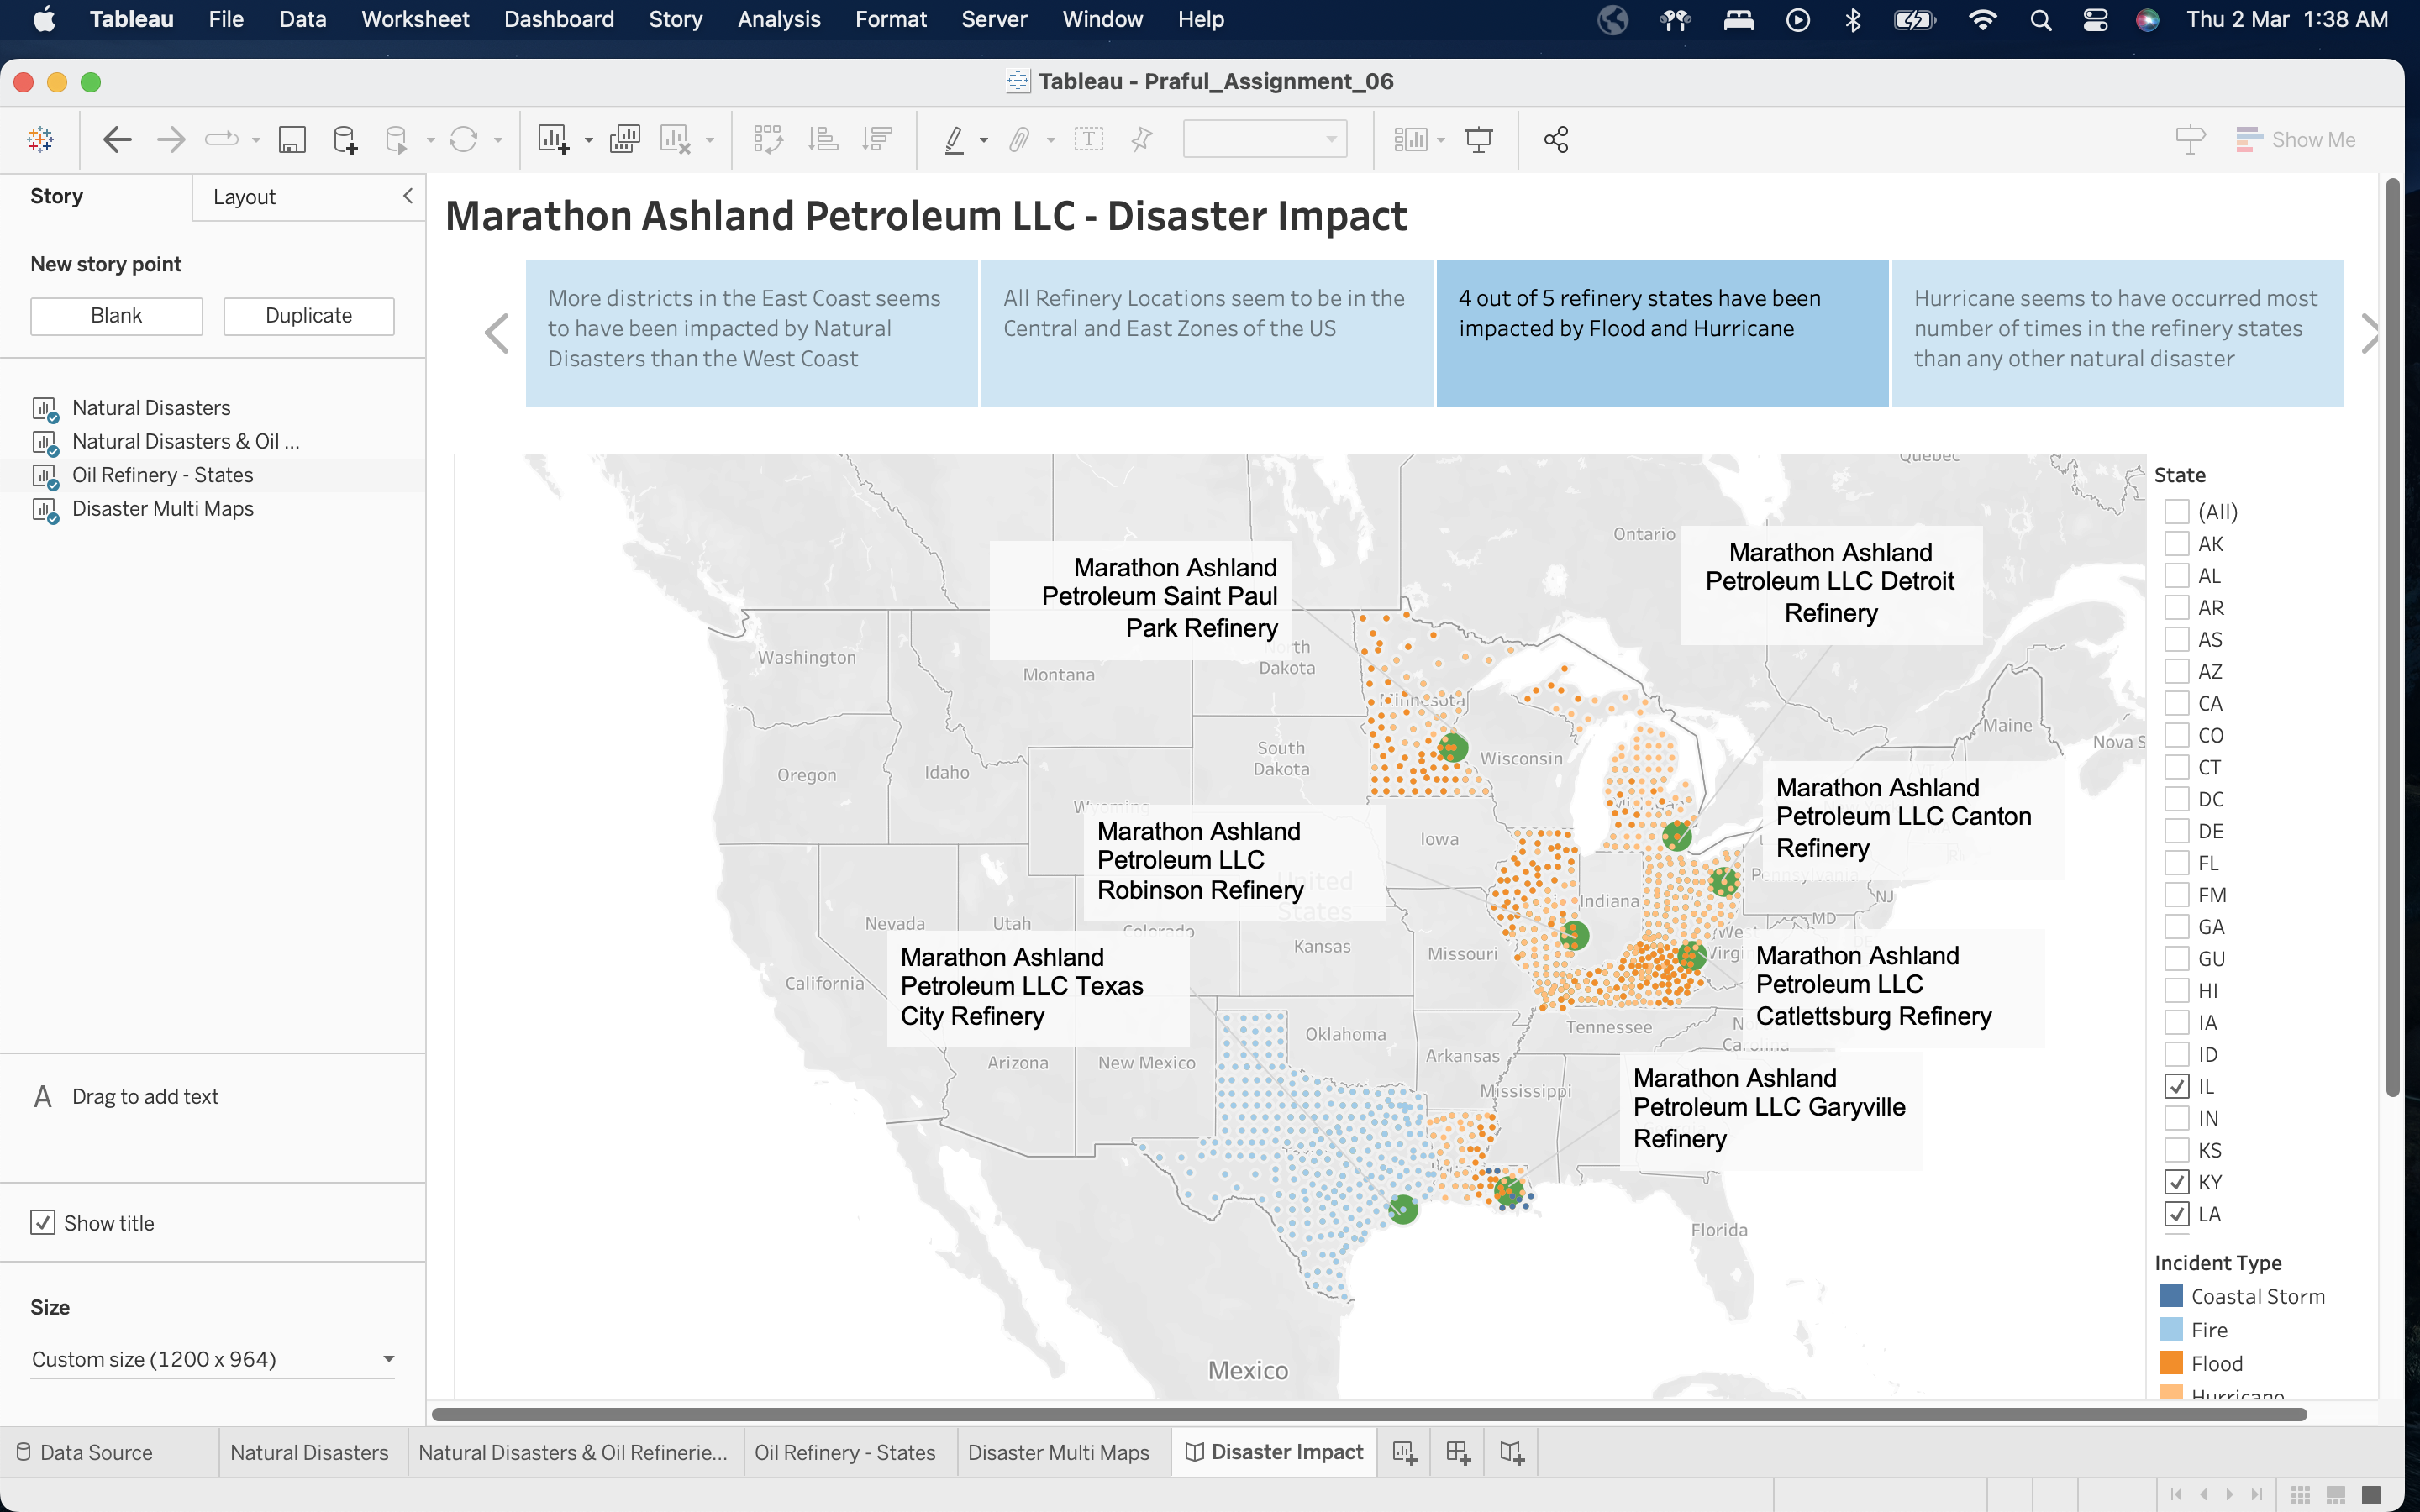 Tableau File Data Worksheet Dashboard Story Analysis Format Server Window Help Thu 2 Mar 1:38 AM
Tableau - Praful_Assignment_06
Show Me
Story
Layout
New story point
Blank
Duplicate
Natural Disasters
Natural Disasters & Oil ...
Oil Refinery - States
Disaster Multi Maps
Drag to add text
Show title
Size
Custom size (1200 x 964)
Marathon Ashland Petroleum LLC - Disaster Impact
More districts in the East Coast seems
to have been impacted by Natural
Disasters than the West Coast
All Refinery Locations seem to be in the
Central and East Zones of the US
4 out of 5 refinery states have been
impacted by Flood and Hurricane
Hurricane seems to have occurred most
number of times in the refinery states
than any other natural disaster
Quebec
Ontario
Marathon Ashland
Petroleum Saint Paul
Park Refinery
Marathon Ashland
Petroleum LLC Detroit
Refinery
Washington
Montana
Dakota
Minnesota
Maine
Nova S
South
Dakota
Wisconsin
Oregon
Idaho
Wyoming
Marathon Ashland
Petroleum LLC Canton
Refinery
Marathon Ashland
Petroleum LLC
Robinson Refinery
Iowa
United
States
Pennsylvania
NJ
Indiana
MD
Nevada
Utah
Colorado
Kansas
Missouri
Marathon Ashland
Petroleum LLC Texas
City Refinery
Marathon Ashland
Petroleum LLC
Catlettsburg Refinery
California
Oklahoma
Tennessee
Carolina
Arizona
New Mexico
Arkansas
Mississippi
Marathon Ashland
Petroleum LLC Garyville
Refinery
Florida
Mexico
State
(All)
AK
AL
AR
AS
AZ
CA
CO
CT
DC
DE
FL
FM
GA
GU
HI
IA
ID
IL
IN
KS
KY
LA
Incident Type
Coastal Storm
Fire
Flood
Hurricane
Data Source
Natural Disasters
Natural Disasters & Oil Refinerie...
Oil Refinery - States
Disaster Multi Maps
Disaster Impact